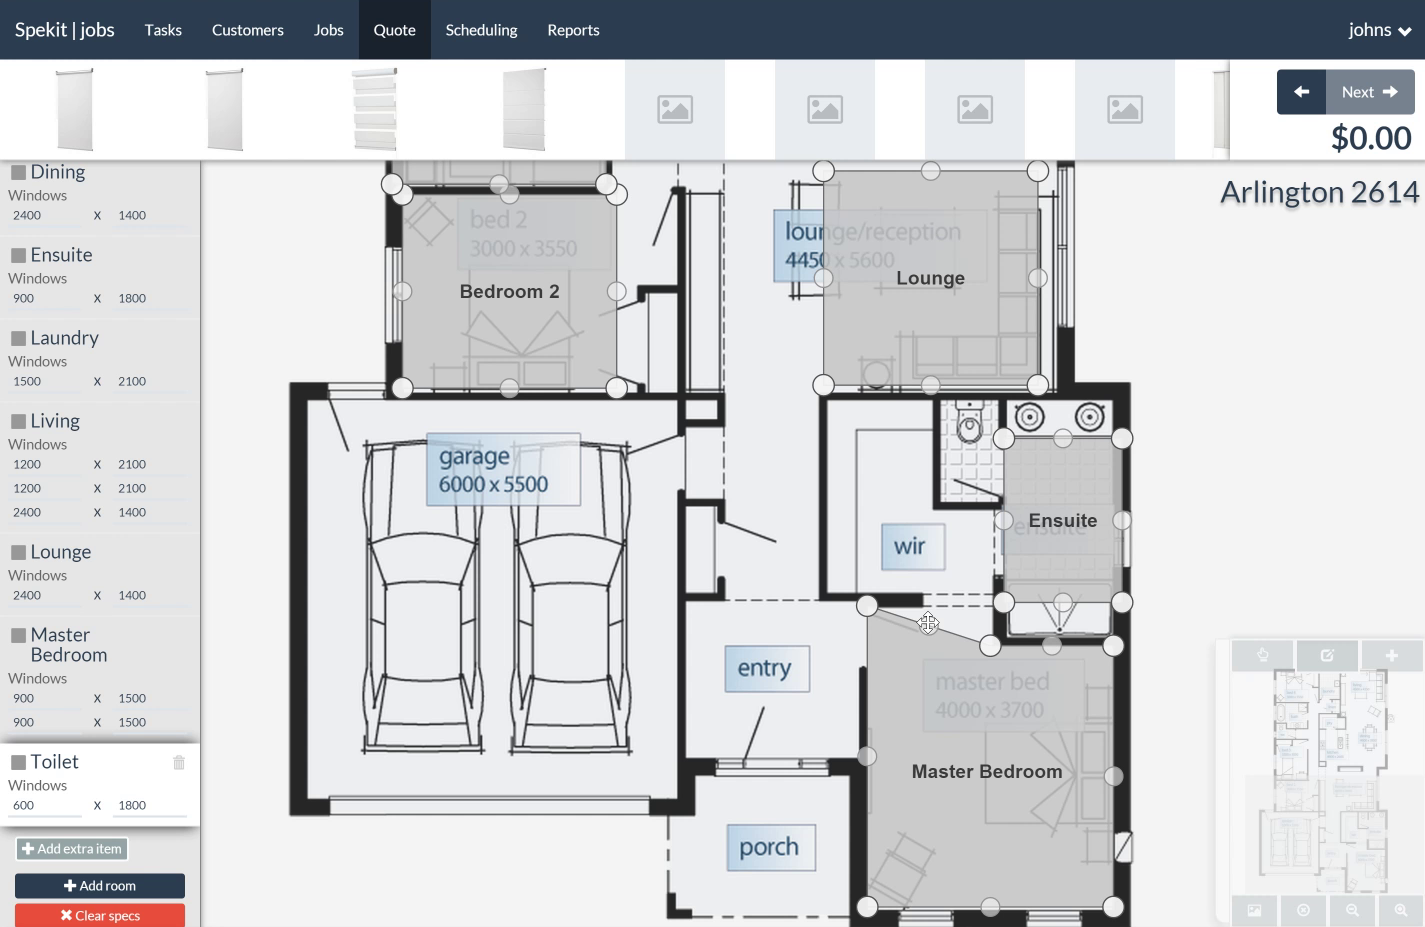 Spekit | jobs Tasks Customers Jobs Quote Scheduling Reports johns
Next
$0.00
Arlington 2614
Dining
Windows
2400 X 1400
Ensuite
Windows
900 X 1800
Laundry
Windows
1500 X 2100
Living
Windows
1200 X 2100
1200 X 2100
2400 X 1400
Lounge
Windows
2400 X 1400
Master
Bedroom
Windows
900 X 1500
900 X 1500
Toilet
Windows
600 X 1800
Add extra item
Add room
Clear specs
bed 2
3000 x 3550
Bedroom 2
lounge/reception
4450 x 5600
Lounge
garage
6000 x 5500
wir
Ensuite
ensuite
entry
master bed
4000 x 3700
Master Bedroom
porch